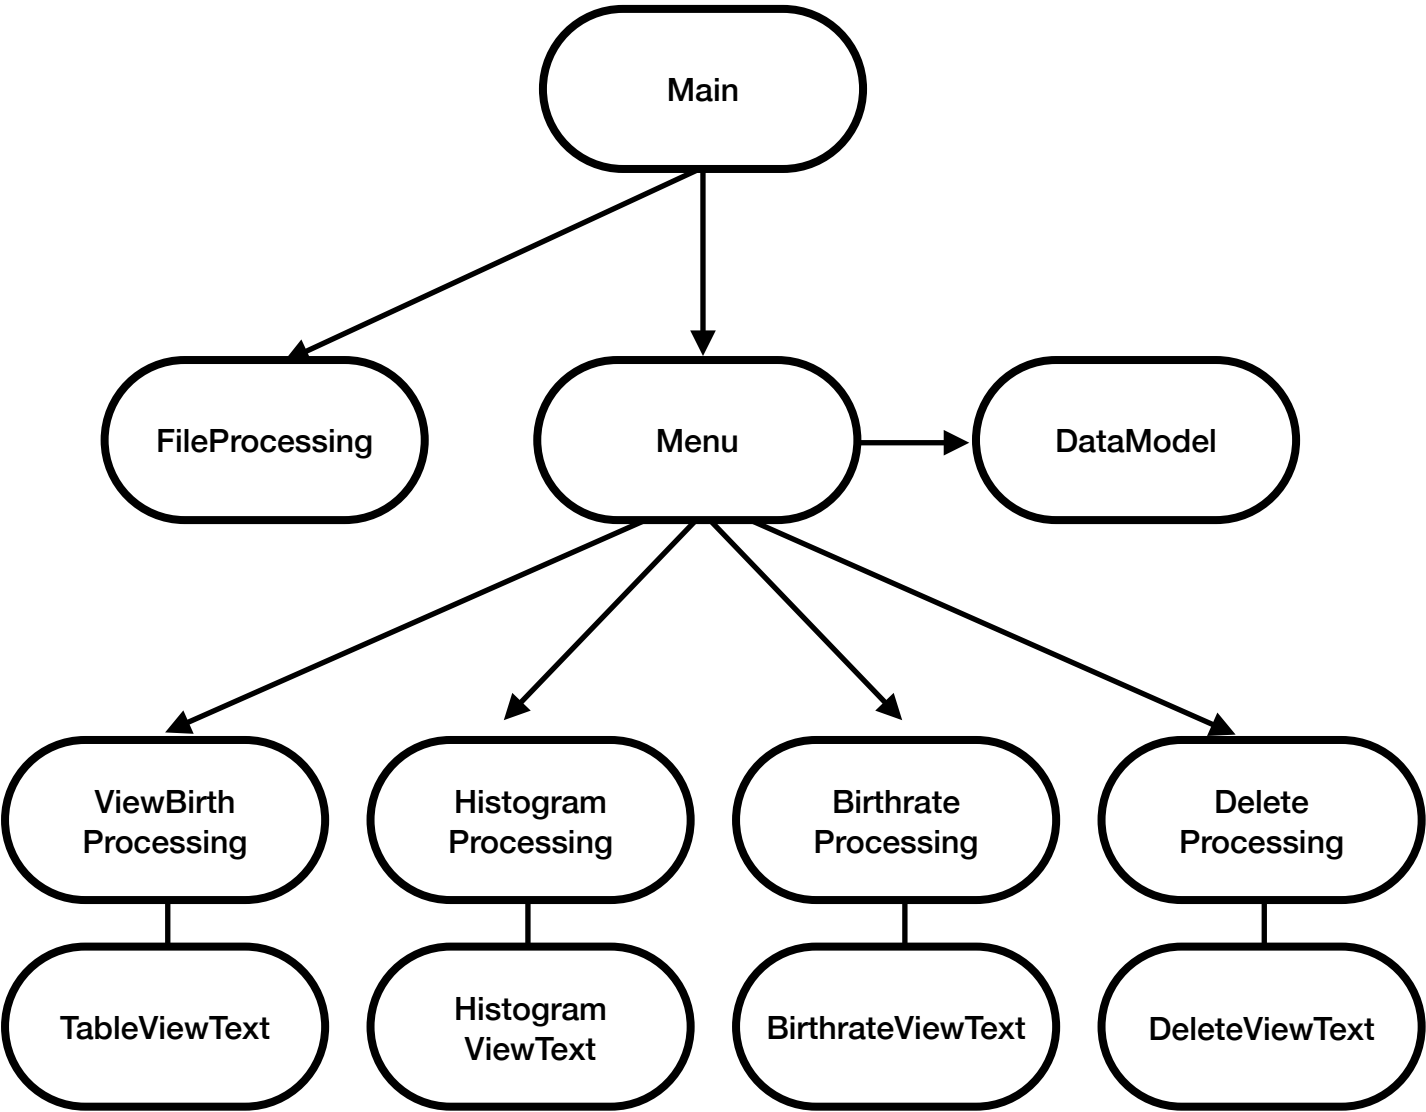 Main
FileProcessing
Menu
DataModel
ViewBirth
Processing
Histogram
Processing
Birthrate
Processing
Delete
Processing
TableViewText
Histogram
ViewText
BirthrateViewText
DeleteViewText